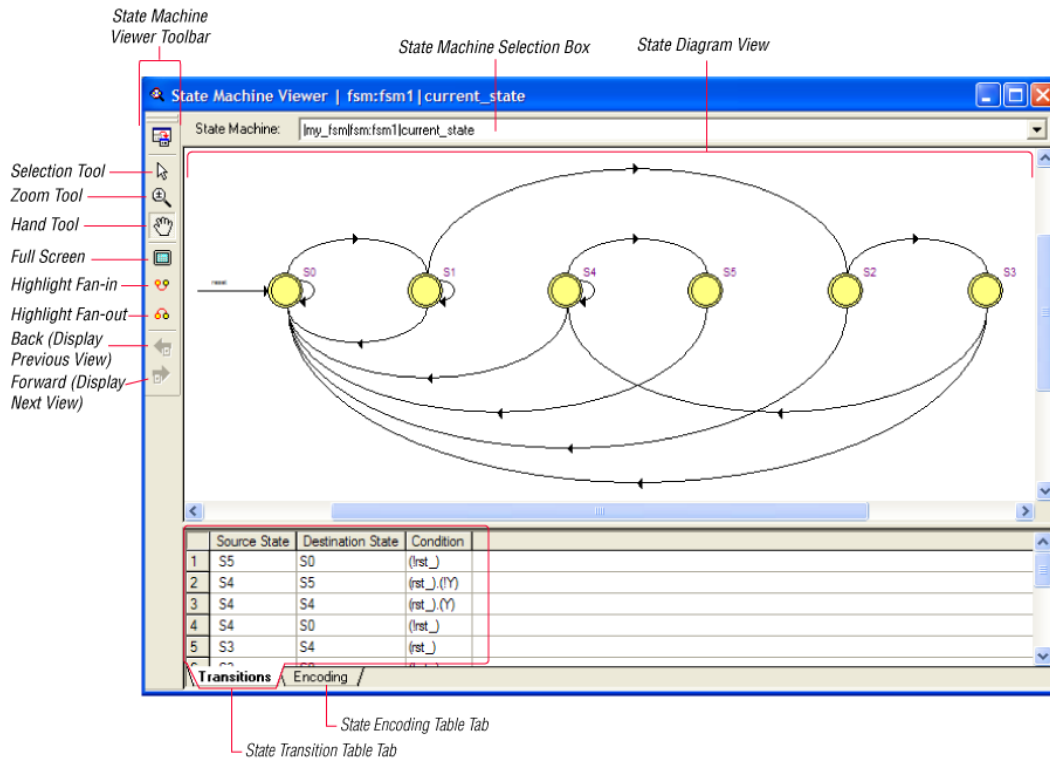 State Machine
Viewer Toolbar
State Machine Selection Box
State Diagram View
State Machine Viewer | fsm:fsm1|current_state
State Machine:
|my_fsm|fsm:fsm1|current_state
Selection Tool
Zoom Tool
Hand Tool
Full Screen
Highlight Fan-in
Highlight Fan-out
Back (Display
Previous View)
Forward (Display
Next View)
reset
S0
S1
S4
S5
S2
S3
Source State Destination State Condition
1 S5 S0 (!rst_)
2 S4 S5 (rst_).(!Y)
3 S4 S4 (rst_).(Y)
4 S4 S0 (!rst_)
5 S3 S4 (rst_)
Transitions Encoding
State Encoding Table Tab
State Transition Table Tab